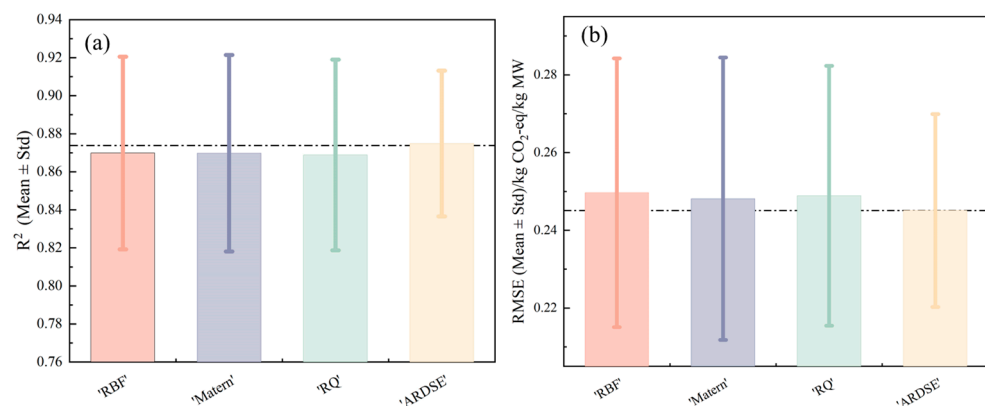 (a)
R² (Mean ± Std)
0.94
0.92
0.90
0.88
0.86
0.84
0.82
0.80
0.78
0.76
'RBF'
'Matern'
'RQ'
'ARDSE'
(b)
RMSE (Mean ± Std)/kg CO₂-eq/kg MW
0.28
0.26
0.24
0.22
'RBF'
'Matern'
'RQ'
'ARDSE'